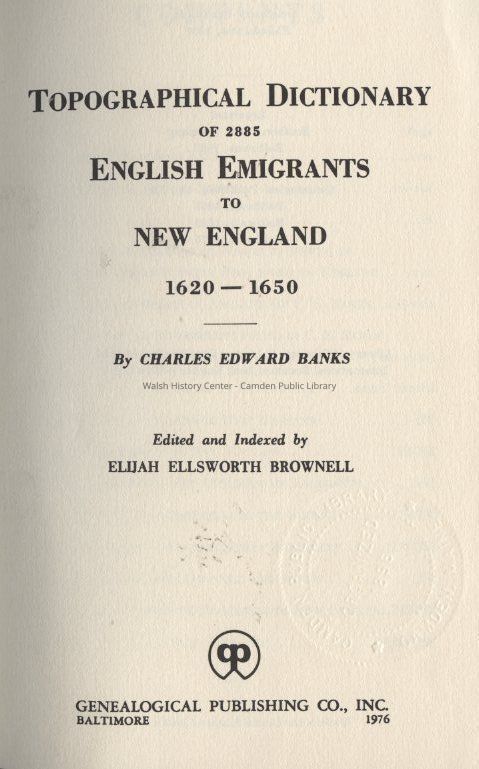 TOPOGRAPHICAL DICTIONARY
OF 2885
ENGLISH EMIGRANTS
TO
NEW ENGLAND
1620 — 1650
By CHARLES EDWARD BANKS
Walsh History Center - Camden Public Library
Edited and Indexed by
ELIJAH ELLSWORTH BROWNELL
GENEALOGICAL PUBLISHING CO., INC.
BALTIMORE 1976